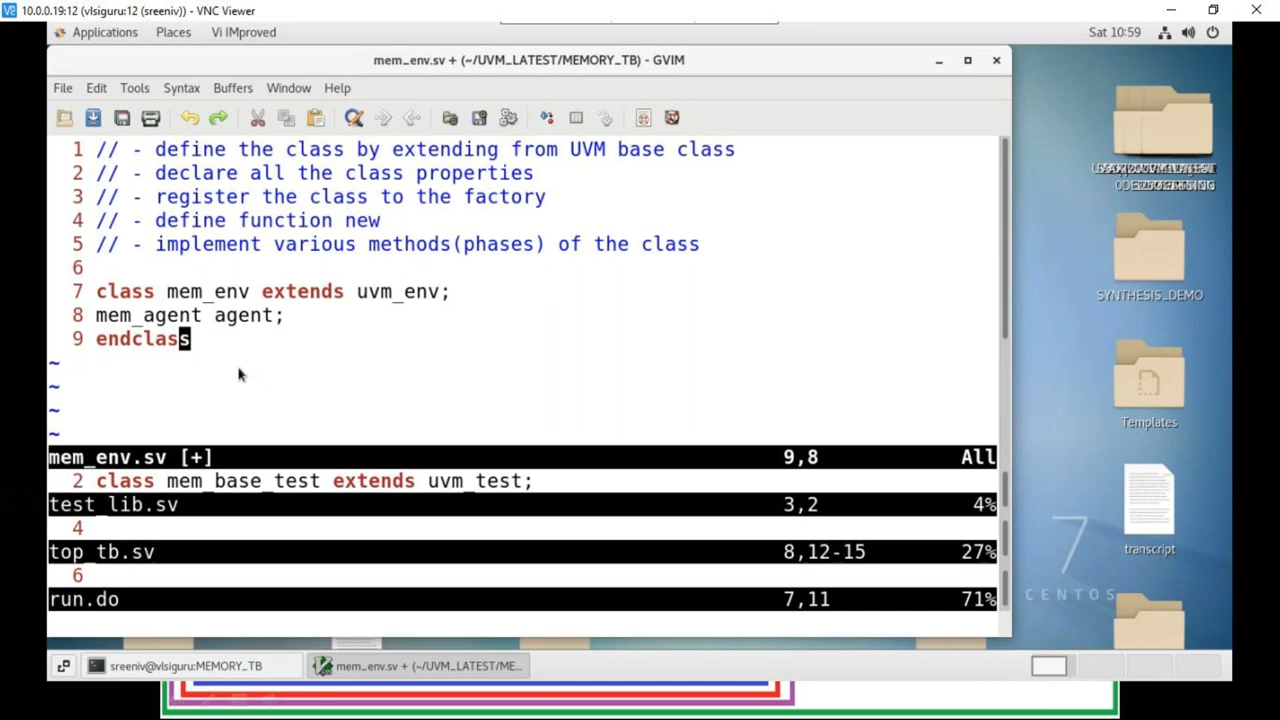 10.0.0.19:12 (vlsiguru:12 (sreeniv)) - VNC Viewer
Applications Places Vi IMproved Sat 10:59
mem_env.sv + (~/UVM_LATEST/MEMORY_TB) - GVIM
File Edit Tools Syntax Buffers Window Help
1 // - define the class by extending from UVM base class
2 // - declare all the class properties
3 // - register the class to the factory
4 // - define function new
5 // - implement various methods(phases) of the class
6
7 class mem_env extends uvm_env;
8 mem_agent agent;
9 endclass
~
~
~
~
mem_env.sv [+] 9,8 All
2 class mem_base_test extends uvm_test;
test_lib.sv 3,2 4%
4
top_tb.sv 8,12-15 27%
6
run.do 7,11 71%
SYNTHESIS_DEMO
Templates
transcript
7
CENTOS
sreeniv@vlsiguru:MEMORY_TB
mem_env.sv + (~/UVM_LATEST/ME...